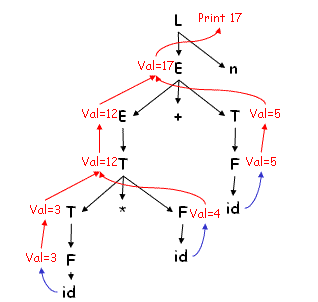 L Print 17
Val=17 E n
Val=12 E + T Val=5
Val=12 T F Val=5
Val=3 T * F Val=4 id
Val=3 F id
id